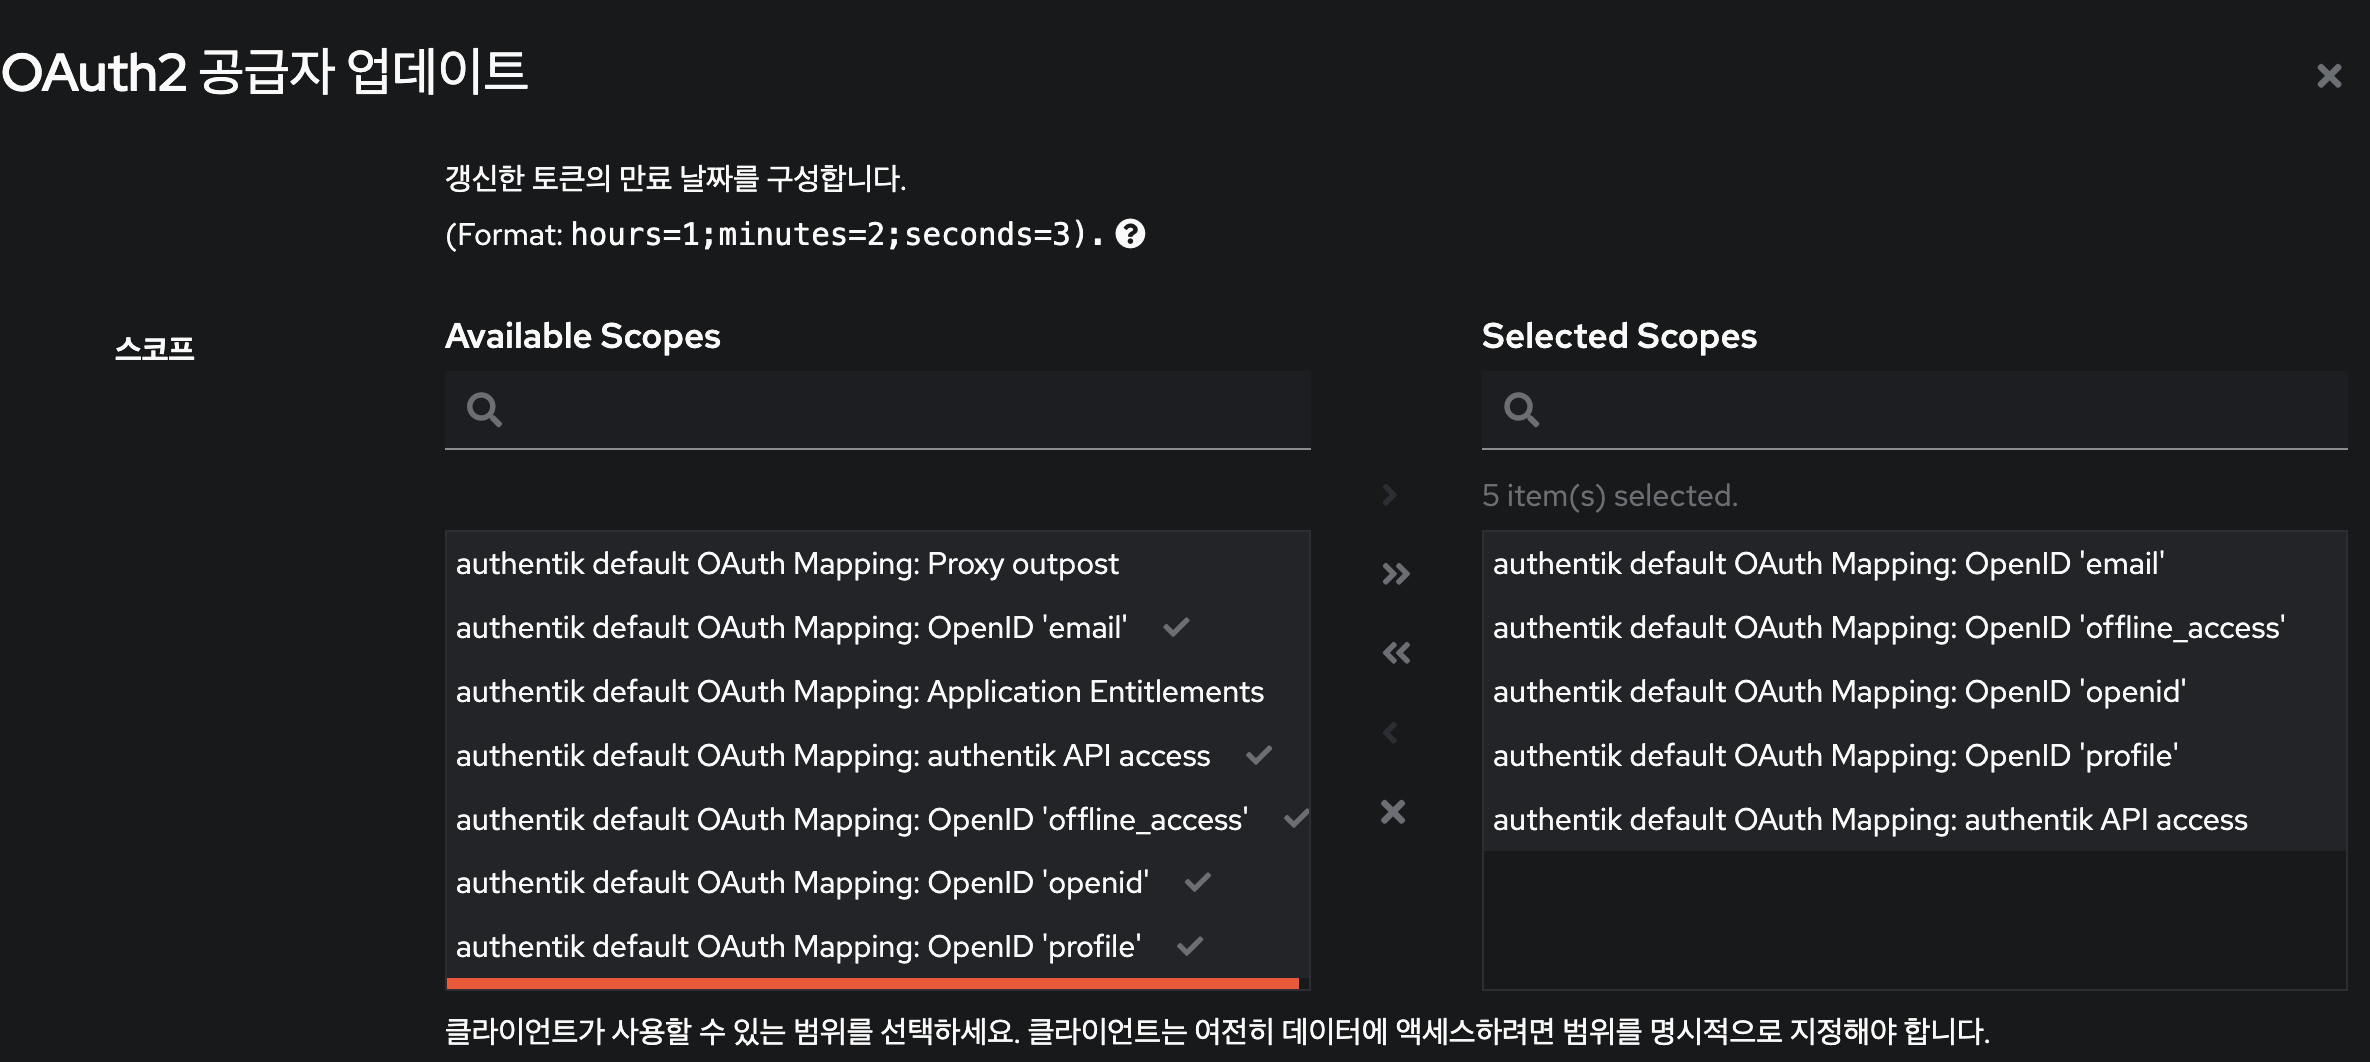 OAuth2 공급자 업데이트
갱신한 토큰의 만료 날짜를 구성합니다.
(Format: hours=1;minutes=2;seconds=3).
스코프
Available Scopes
authentik default OAuth Mapping: Proxy outpost
authentik default OAuth Mapping: OpenID 'email'
authentik default OAuth Mapping: Application Entitlements
authentik default OAuth Mapping: authentik API access
authentik default OAuth Mapping: OpenID 'offline_access'
authentik default OAuth Mapping: OpenID 'openid'
authentik default OAuth Mapping: OpenID 'profile'
Selected Scopes
5 item(s) selected.
authentik default OAuth Mapping: OpenID 'email'
authentik default OAuth Mapping: OpenID 'offline_access'
authentik default OAuth Mapping: OpenID 'openid'
authentik default OAuth Mapping: OpenID 'profile'
authentik default OAuth Mapping: authentik API access
클라이언트가 사용할 수 있는 범위를 선택하세요. 클라이언트는 여전히 데이터에 액세스하려면 범위를 명시적으로 지정해야 합니다.